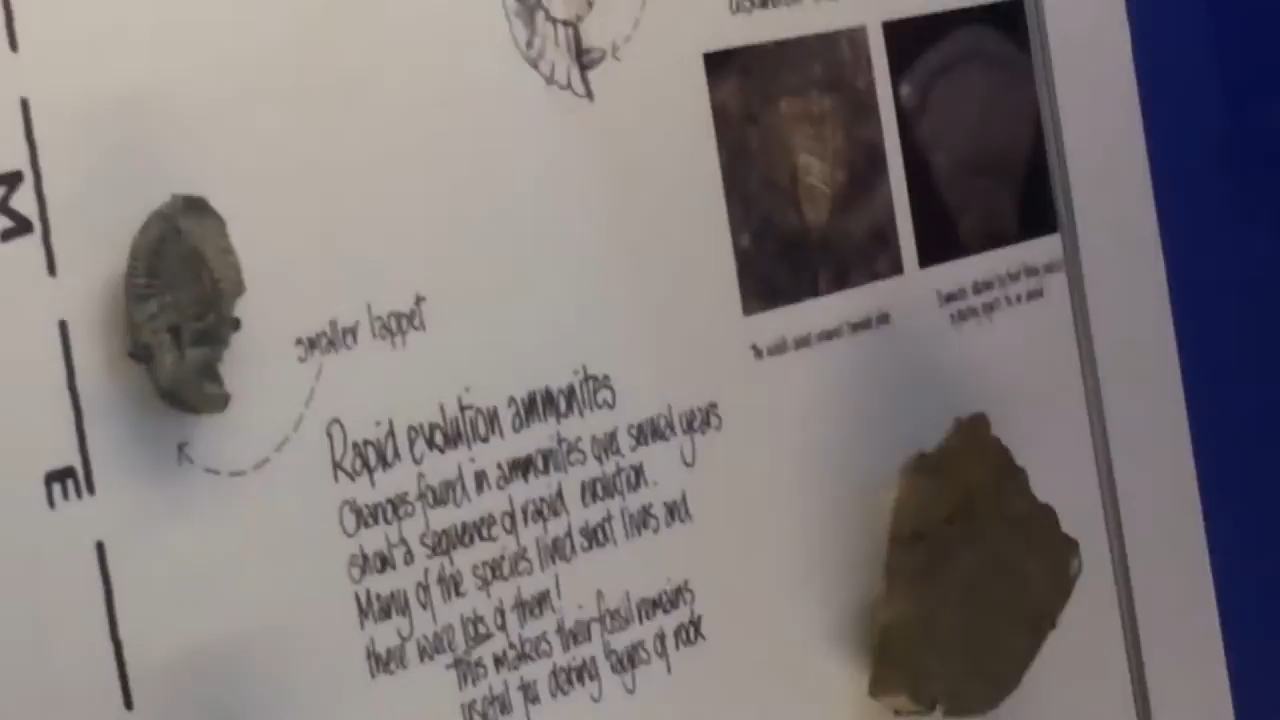 smaller lappet
Rapid evolution ammonites
Changes found in ammonites over several years
show a sequence of rapid evolution.
Many of the species lived short lives and
there were lots of them!
This makes their fossil remains
useful for dating layers of rock
M
E